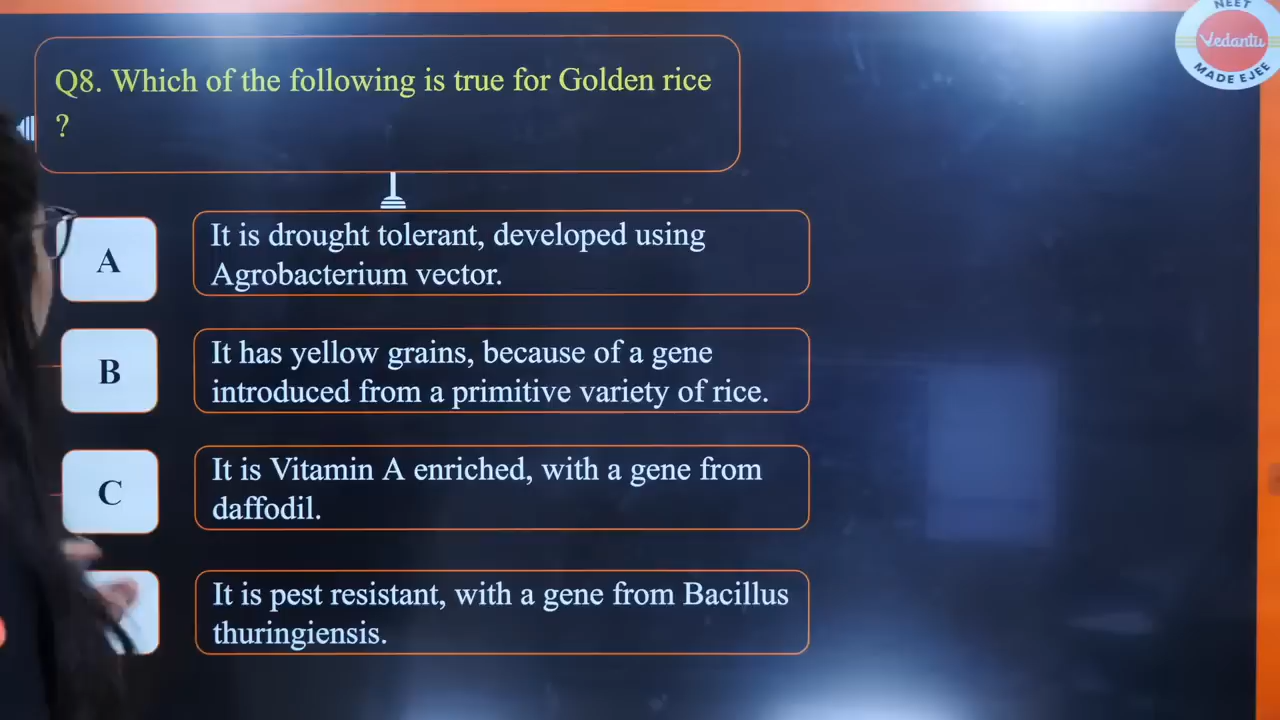 NEET
Vedantu
MADE EJEE
Q8. Which of the following is true for Golden rice
?
A
It is drought tolerant, developed using
Agrobacterium vector.
B
It has yellow grains, because of a gene
introduced from a primitive variety of rice.
C
It is Vitamin A enriched, with a gene from
daffodil.
It is pest resistant, with a gene from Bacillus
thuringiensis.